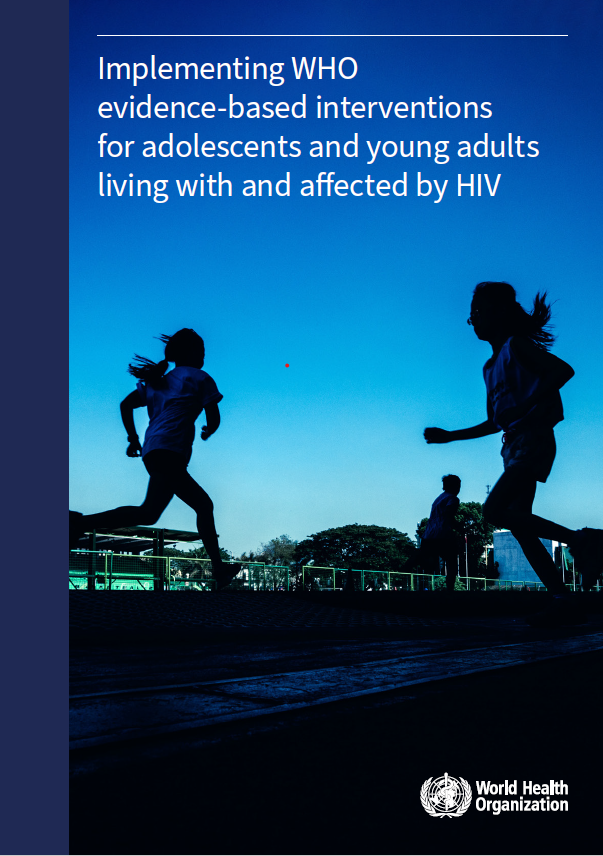 Implementing WHO
evidence-based interventions
for adolescents and young adults
living with and affected by HIV
World Health
Organization